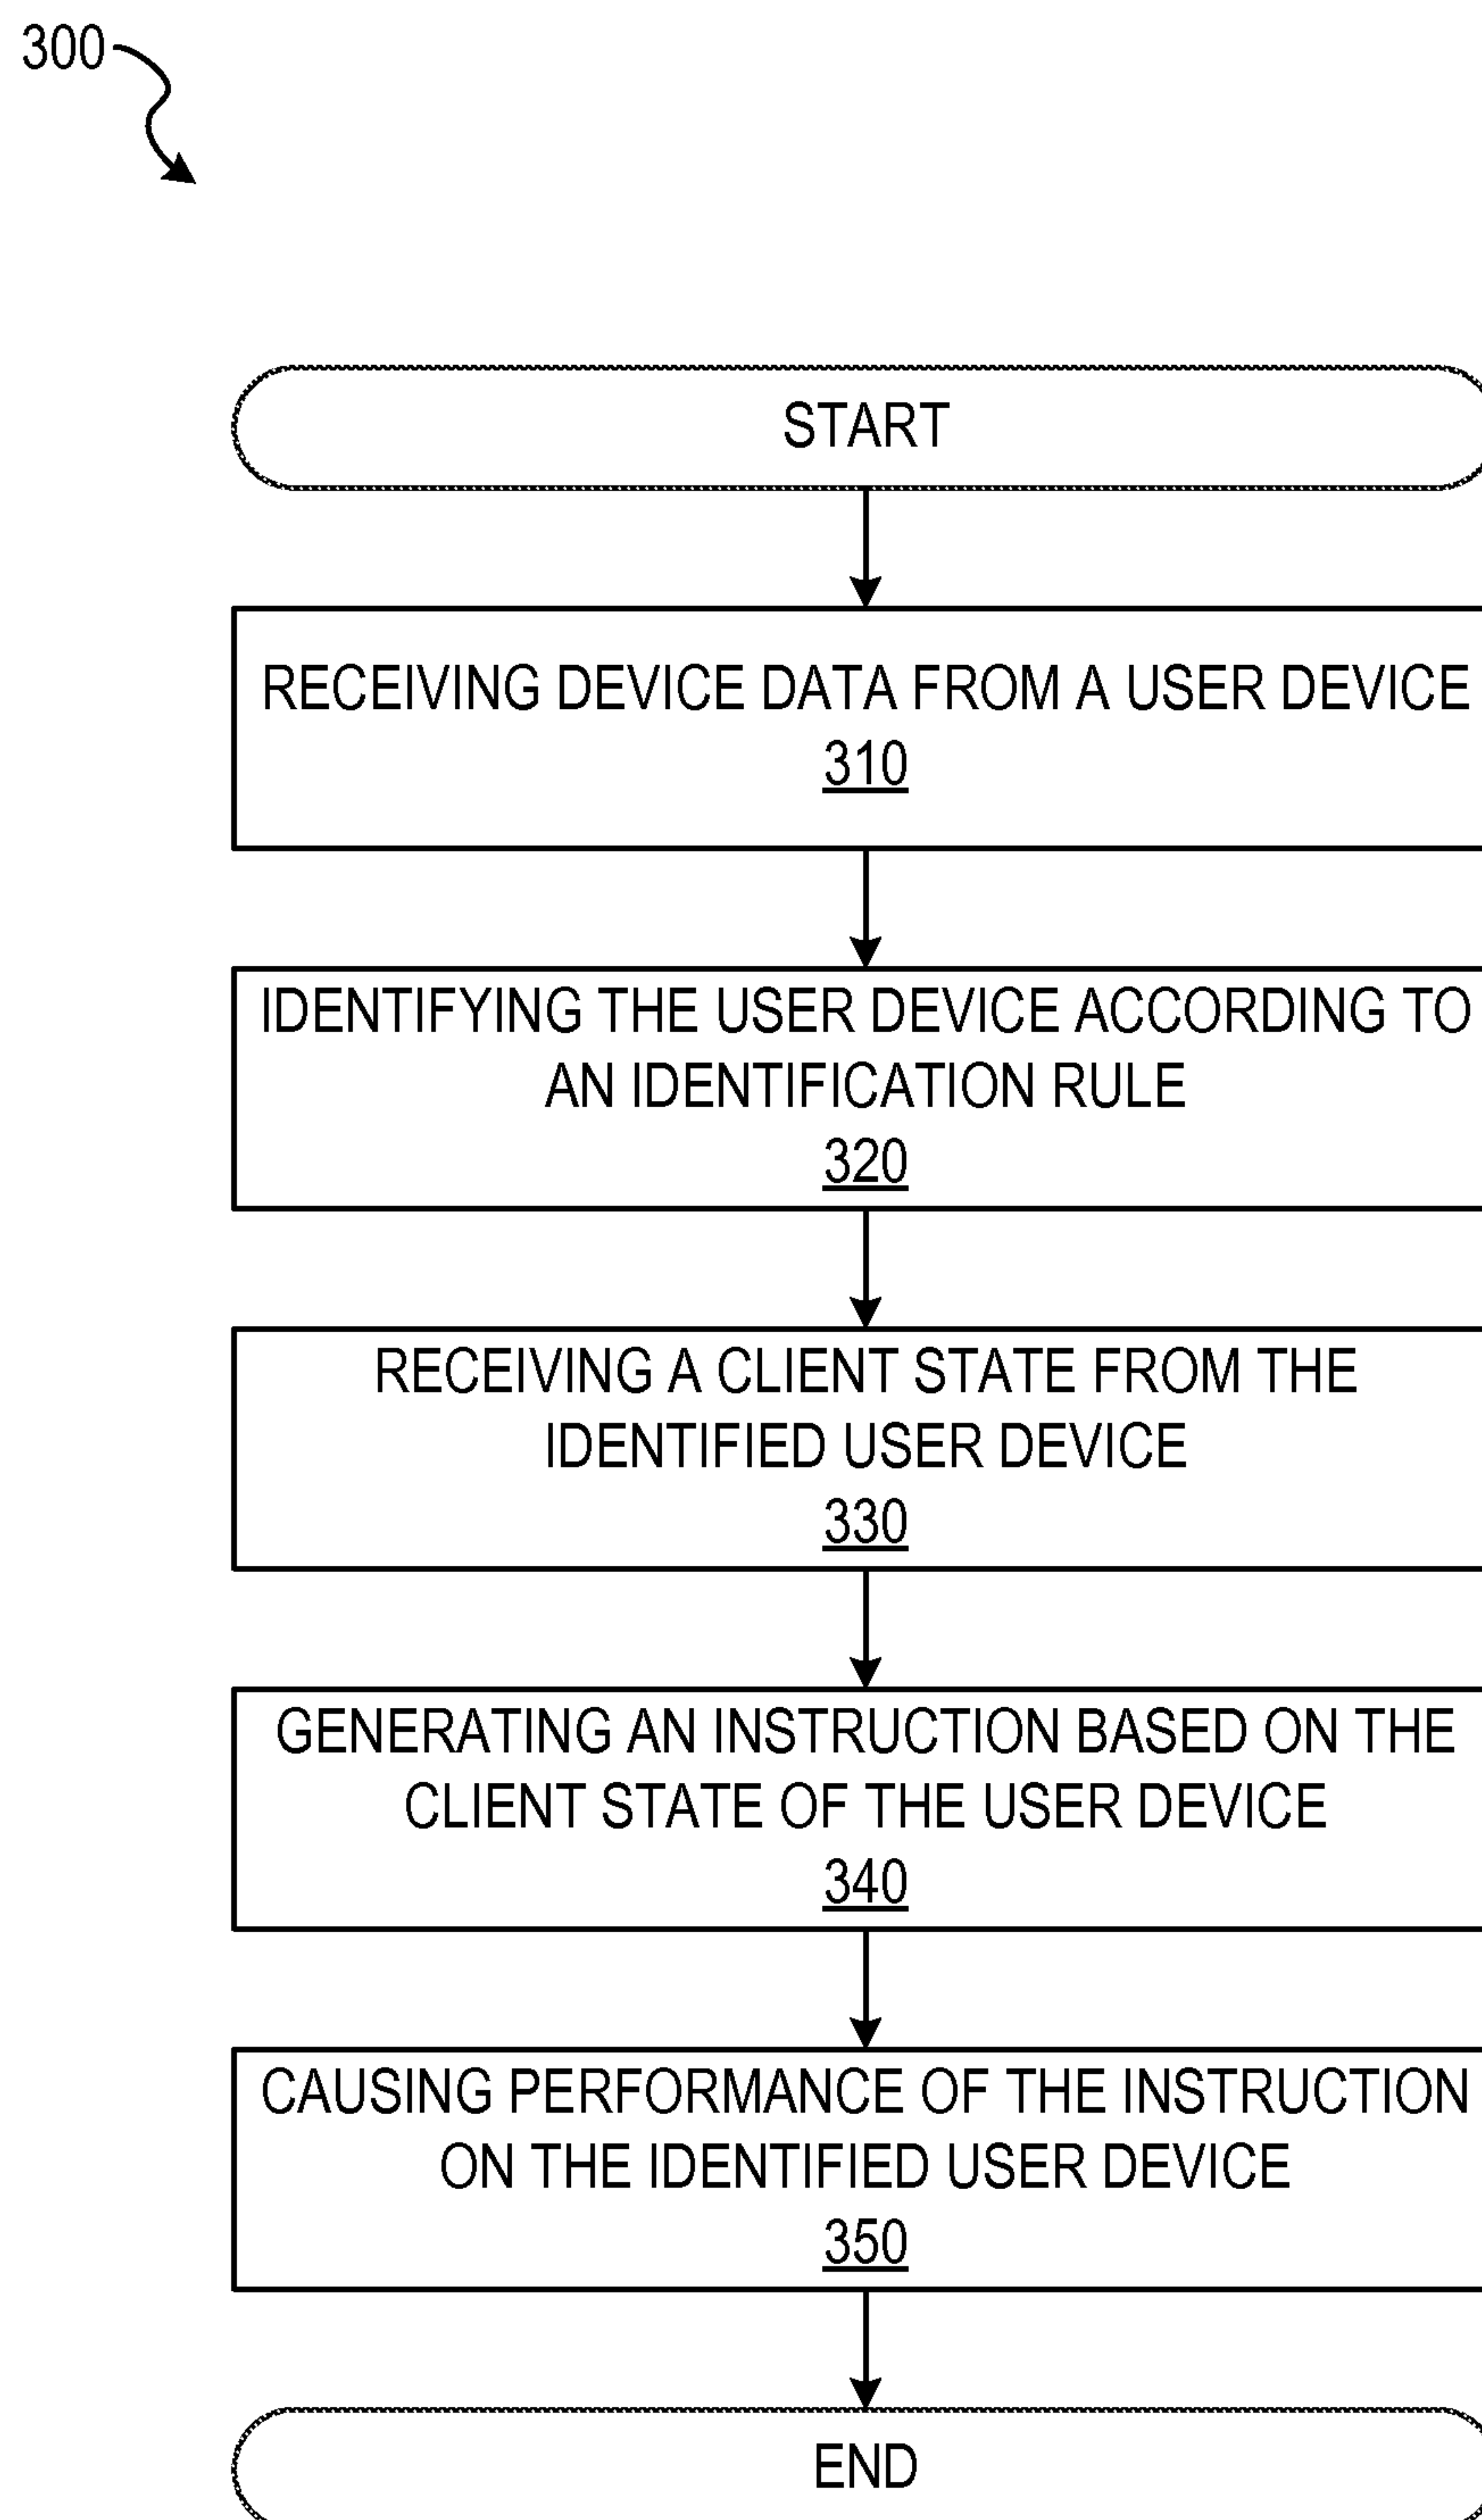 300
START
RECEIVING DEVICE DATA FROM A USER DEVICE
310
IDENTIFYING THE USER DEVICE ACCORDING TO
AN IDENTIFICATION RULE
320
RECEIVING A CLIENT STATE FROM THE
IDENTIFIED USER DEVICE
330
GENERATING AN INSTRUCTION BASED ON THE
CLIENT STATE OF THE USER DEVICE
340
CAUSING PERFORMANCE OF THE INSTRUCTION
ON THE IDENTIFIED USER DEVICE
350
END